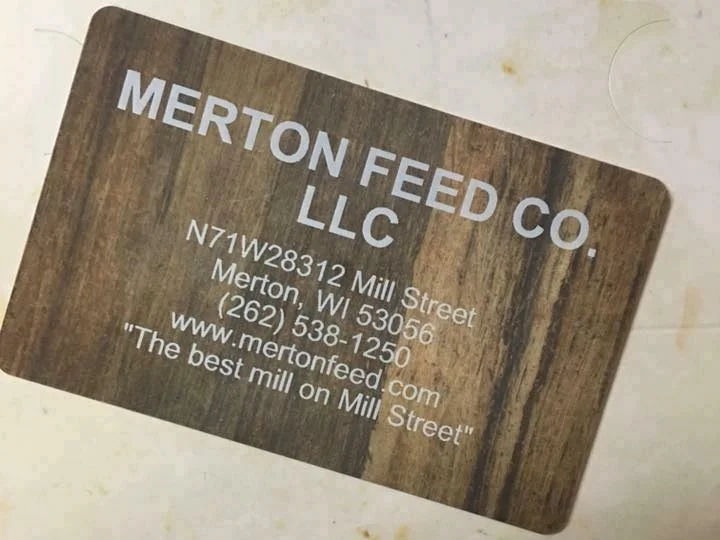 MERTON FEED CO.
LLC
N71W28312 Mill Street
Merton, WI 53056
(262) 538-1250
www.mertonfeed.com
"The best mill on Mill Street"